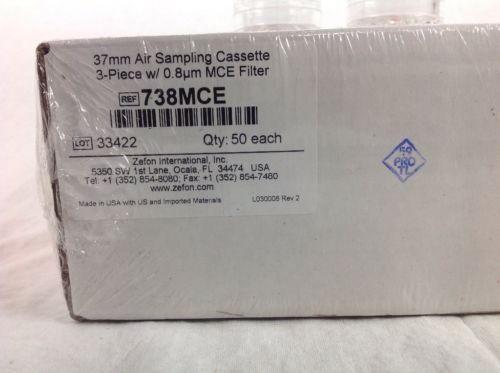 37mm Air Sampling Cassette
3-Piece w/ 0.8µm MCE Filter
REF 738MCE
LOT 33422 Qty: 50 each
Zefon International, Inc.
5350 SW 1st Lane, Ocala, FL 34474 USA
Tel: +1 (352) 854-8080; Fax: +1 (352) 854-7480
www.zefon.com
Made in USA with US and Imported Materials L030006 Rev 2
PRO
TL